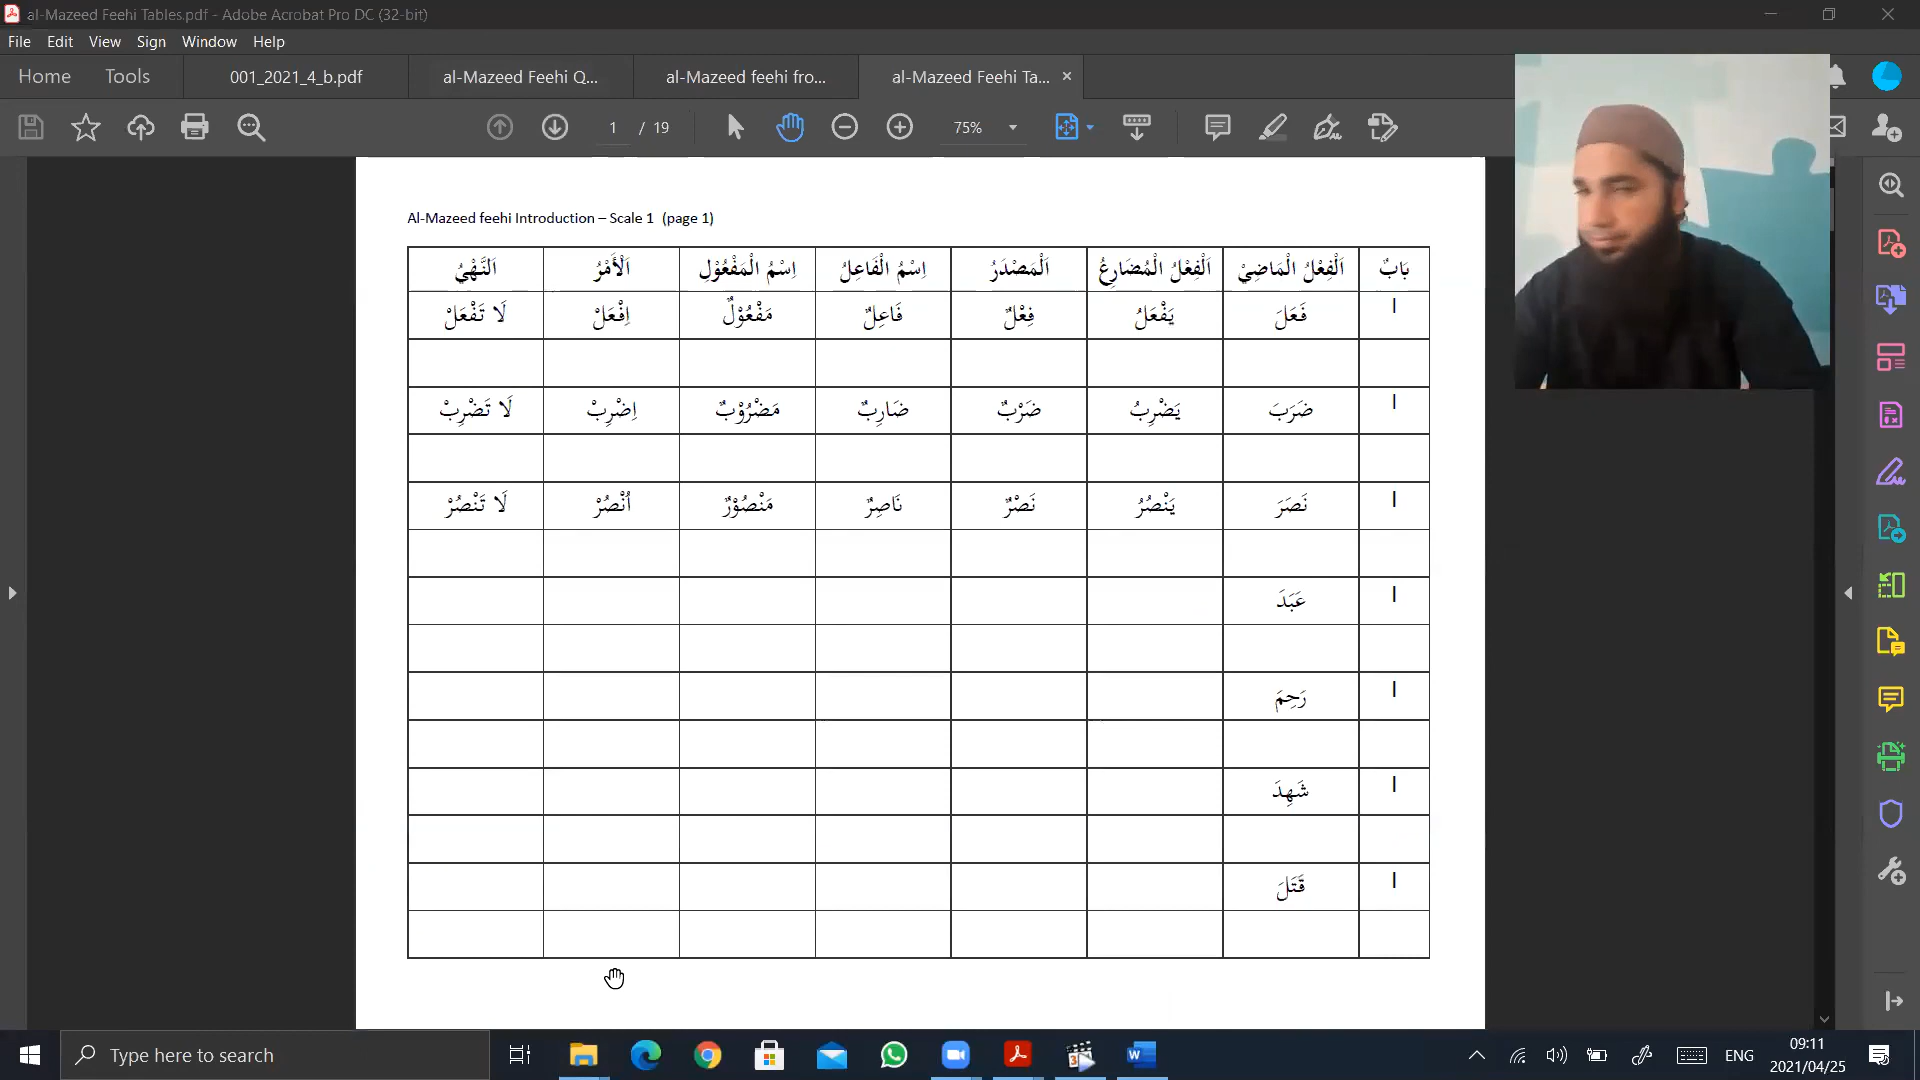 al-Mazeed Feehi Tables.pdf - Adobe Acrobat Pro DC (32-bit)
File Edit View Sign Window Help
Home Tools 001_2021_4_b.pdf al-Mazeed Feehi Q... al-Mazeed feehi fro... al-Mazeed Feehi Ta... ×
1 / 19 75%
Al-Mazeed feehi Introduction – Scale 1 (page 1)
بَابٌ اَلْفِعْلُ الْمَاضِيْ اَلْفِعْلُ الْمُضَارِعُ اَلْمَصْدَرُ اِسْمُ الْفَاعِلُ اِسْمُ الْمَفْعُوْلِ اَلْأَمْرُ اَلنَّهْيُ
I فَعَلَ يَفْعَلُ فِعْلٌ فَاعِلٌ مَفْعُوْلٌ اِفْعَلْ لَا تَفْعَلْ
I ضَرَبَ يَضْرِبُ ضَرْبٌ ضَارِبٌ مَضْرُوْبٌ اِضْرِبْ لَا تَضْرِبْ
I نَصَرَ يَنْصُرُ نَصْرٌ نَاصِرٌ مَنْصُوْرٌ اُنْصُرْ لَا تَنْصُرْ
I عَبَدَ
I رَحِمَ
I شَهِدَ
I قَتَلَ
Type here to search
ENG
09:11
2021/04/25